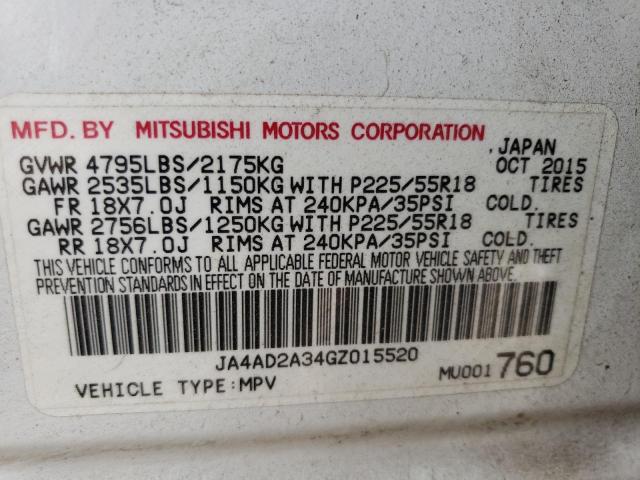 MFD. BY MITSUBISHI MOTORS CORPORATION , JAPAN
GVWR 4795LBS/2175KG OCT 2015
GAWR 2535LBS/1150KG WITH P225/55R18 TIRES
FR 18X7.0J RIMS AT 240KPA/35PSI COLD.
GAWR 2756LBS/1250KG WITH P225/55R18 TIRES
RR 18X7.0J RIMS AT 240KPA/35PSI COLD.
THIS VEHICLE CONFORMS TO ALL APPLICABLE FEDERAL MOTOR VEHICLE SAFETY AND THEFT
PREVENTION STANDARDS IN EFFECT ON THE DATE OF MANUFACTURE SHOWN ABOVE.
JA4AD2A34GZ015520
VEHICLE TYPE:MPV MU001 760